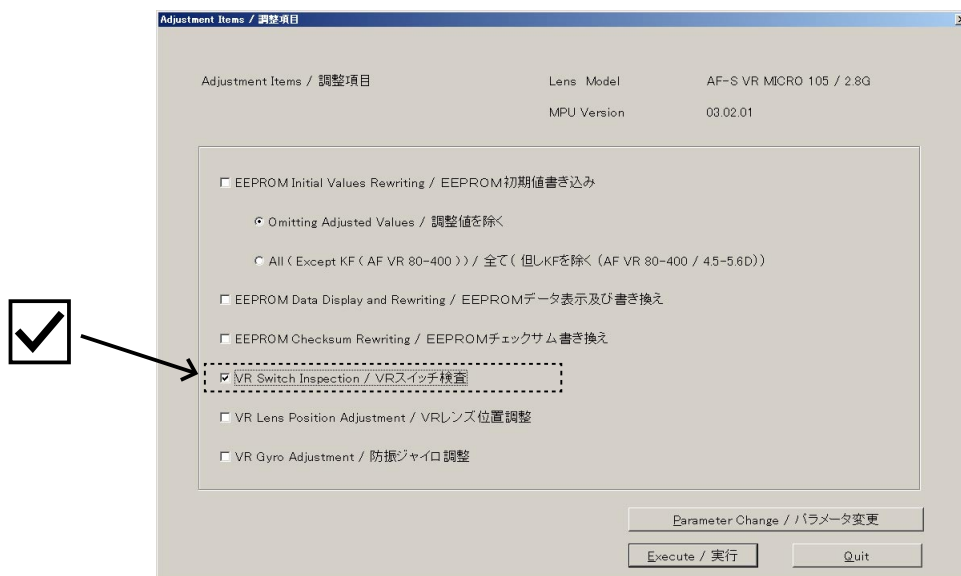 Adjustment Items / 調整項目
Adjustment Items / 調整項目
Lens Model AF-S VR MICRO 105 / 2.8G
MPU Version 03.02.01
EEPROM Initial Values Rewriting / EEPROM初期値書き込み
Omitting Adjusted Values / 調整値を除く
All ( Except KF ( AF VR 80-400 ) ) / 全て( 但しKFを除く (AF VR 80-400 / 4.5-5.6D))
EEPROM Data Display and Rewriting / EEPROMデータ表示及び書き換え
EEPROM Checksum Rewriting / EEPROMチェックサム書き換え
VR Switch Inspection / VRスイッチ検査
VR Lens Position Adjustment / VRレンズ位置調整
VR Gyro Adjustment / 防振ジャイロ調整
Parameter Change / パラメータ変更
Execute / 実行
Quit